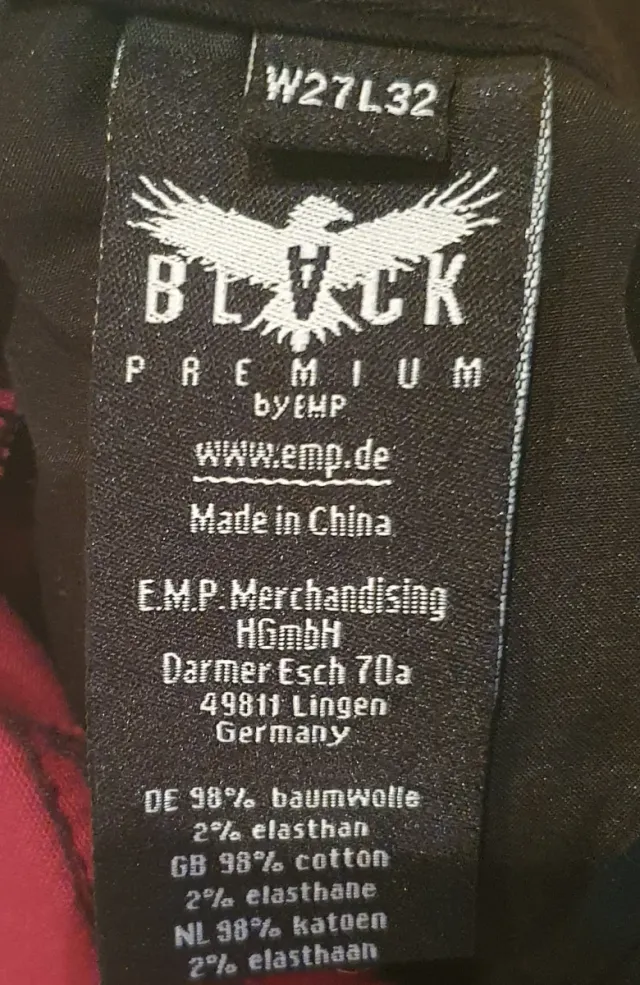 W27L32
BLACK
PREMIUM
by EMP
www.emp.de
Made in China
E.M.P. Merchandising
HGmbH
Darmer Esch 70a
49811 Lingen
Germany
DE 98% baumwolle
2% elasthan
GB 98% cotton
2% elasthane
NL 98% katoen
2% elasthaan